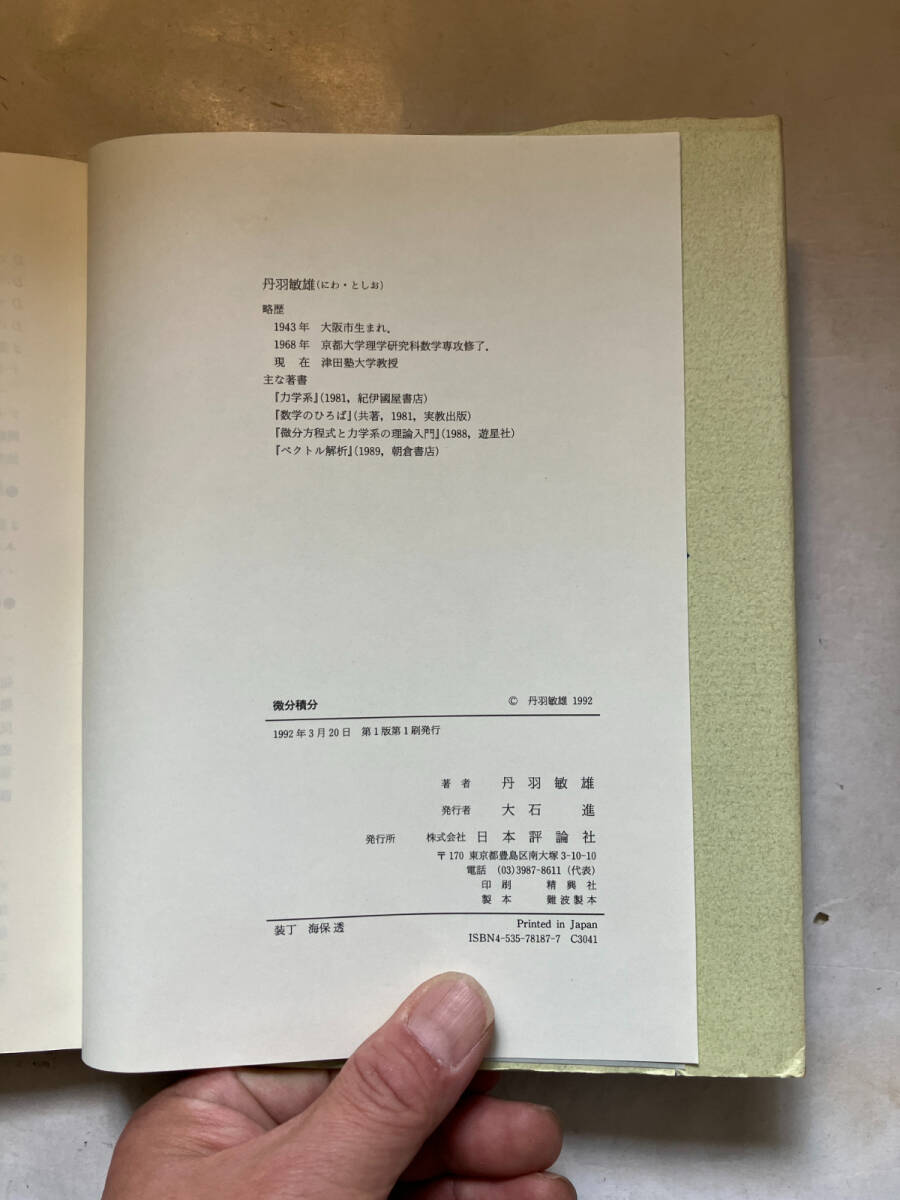 丹羽敏雄(にわ・としお)
略歴
1943年 大阪市生まれ.
1968年 京都大学理学研究科数学専攻修了.
現 在 津田塾大学教授
主な著書
『力学系』(1981, 紀伊國屋書店)
『数学のひろば』(共著, 1981, 実教出版)
『微分方程式と力学系の理論入門』(1988, 遊星社)
『ベクトル解析』(1989, 朝倉書店)
微分積分 © 丹羽敏雄 1992
1992年3月20日 第1版第1刷発行
著 者 丹 羽 敏 雄
発行者 大 石 進
発行所 株式会社 日 本 評 論 社
〒170 東京都豊島区南大塚3-10-10
電話 (03)3987-8611 (代表)
印 刷 精 興 社
製 本 難波製本
装丁 海保 透 Printed in Japan
ISBN4-535-78187-7 C3041